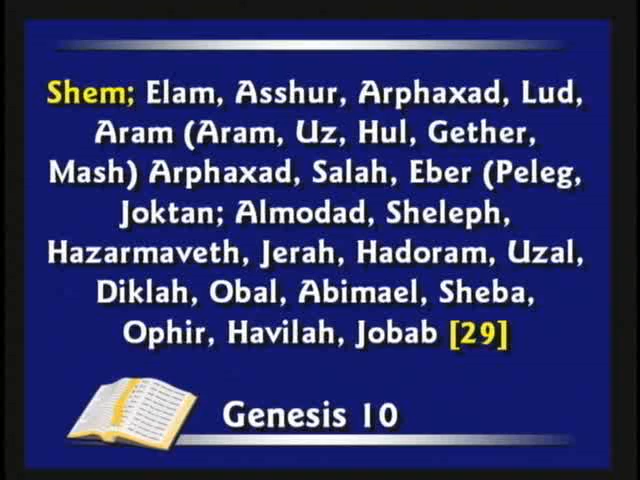 Shem; Elam, Asshur, Arphaxad, Lud,
Aram (Aram, Uz, Hul, Gether,
Mash) Arphaxad, Salah, Eber (Peleg,
Joktan; Almodad, Sheleph,
Hazarmaveth, Jerah, Hadoram, Uzal,
Diklah, Obal, Abimael, Sheba,
Ophir, Havilah, Jobab [29]
Genesis 10